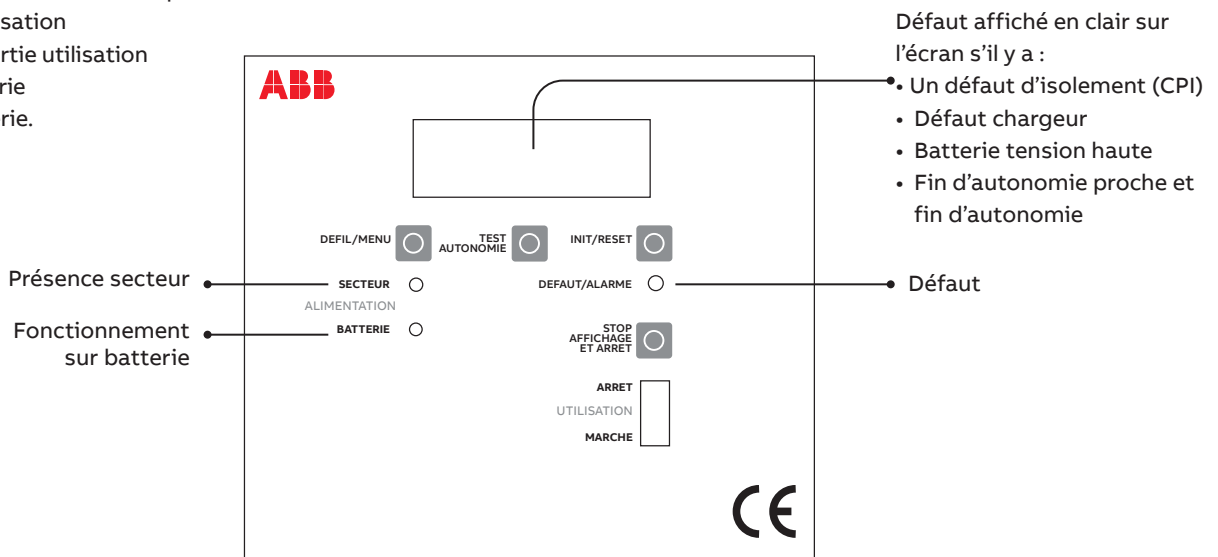 sation
rtie utilisation
rie
rie.
Défaut affiché en clair sur
l'écran s'il y a :
• Un défaut d'isolement (CPI)
• Défaut chargeur
• Batterie tension haute
• Fin d'autonomie proche et
fin d'autonomie
ABB
DEFIL/MENU
TEST
AUTONOMIE
INIT/RESET
Présence secteur
SECTEUR
DEFAUT/ALARME
Défaut
ALIMENTATION
Fonctionnement
sur batterie
BATTERIE
STOP
AFFICHAGE
ET ARRET
ARRET
UTILISATION
MARCHE
CE